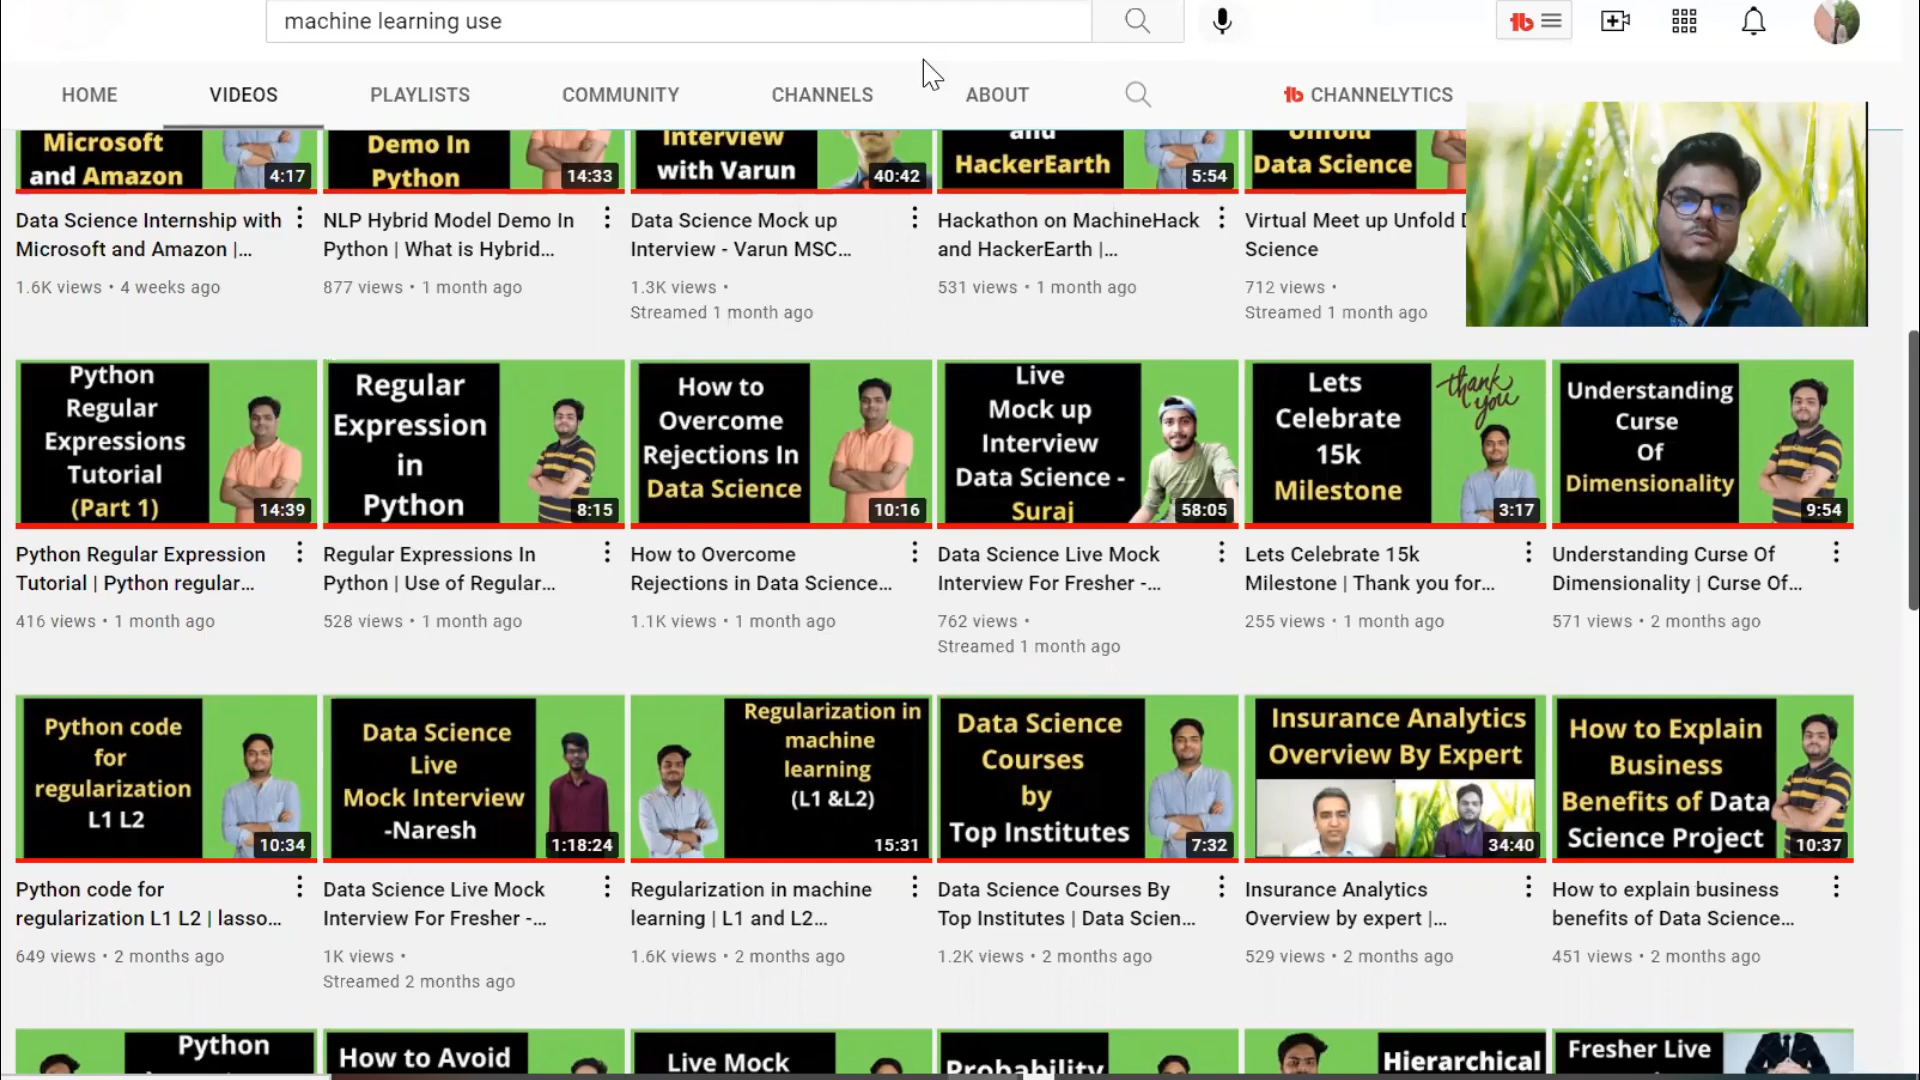 machine learning use
HOME
VIDEOS
PLAYLISTS
COMMUNITY
CHANNELS
ABOUT
CHANNELYTICS
Microsoft
and Amazon
4:17
Demo In
Python
14:33
Interview
with Varun
40:42
and
HackerEarth
5:54
Unfold
Data Science
Data Science Internship with
Microsoft and Amazon |...
1.6K views • 4 weeks ago
NLP Hybrid Model Demo In
Python | What is Hybrid...
877 views • 1 month ago
Data Science Mock up
Interview - Varun MSC...
1.3K views •
Streamed 1 month ago
Hackathon on MachineHack
and HackerEarth |...
531 views • 1 month ago
Virtual Meet up Unfold
Science
712 views •
Streamed 1 month ago
Python
Regular
Expressions
Tutorial
(Part 1)
14:39
Regular
Expression
in
Python
8:15
How to
Overcome
Rejections In
Data Science
10:16
Live
Mock up
Interview
Data Science -
Suraj
58:05
Lets
Celebrate
15k
Milestone
thank
you
3:17
Understanding
Curse
Of
Dimensionality
9:54
Python Regular Expression
Tutorial | Python regular...
416 views • 1 month ago
Regular Expressions In
Python | Use of Regular...
528 views • 1 month ago
How to Overcome
Rejections in Data Science...
1.1K views • 1 month ago
Data Science Live Mock
Interview For Fresher -...
762 views •
Streamed 1 month ago
Lets Celebrate 15k
Milestone | Thank you for...
255 views • 1 month ago
Understanding Curse Of
Dimensionality | Curse Of...
571 views • 2 months ago
Python code
for
regularization
L1 L2
10:34
Data Science
Live
Mock Interview
-Naresh
1:18:24
Regularization in
machine
learning
(L1 &L2)
15:31
Data Science
Courses
by
Top Institutes
7:32
Insurance Analytics
Overview By Expert
34:40
How to Explain
Business
Benefits of Data
Science Project
10:37
Python code for
regularization L1 L2 | lasso...
649 views • 2 months ago
Data Science Live Mock
Interview For Fresher -...
1K views •
Streamed 2 months ago
Regularization in machine
learning | L1 and L2...
1.6K views • 2 months ago
Data Science Courses By
Top Institutes | Data Scien...
1.2K views • 2 months ago
Insurance Analytics
Overview by expert |...
529 views • 2 months ago
How to explain business
benefits of Data Science...
451 views • 2 months ago
Python
How to Avoid
Live Mock
Probability
Hierarchical
Fresher Live